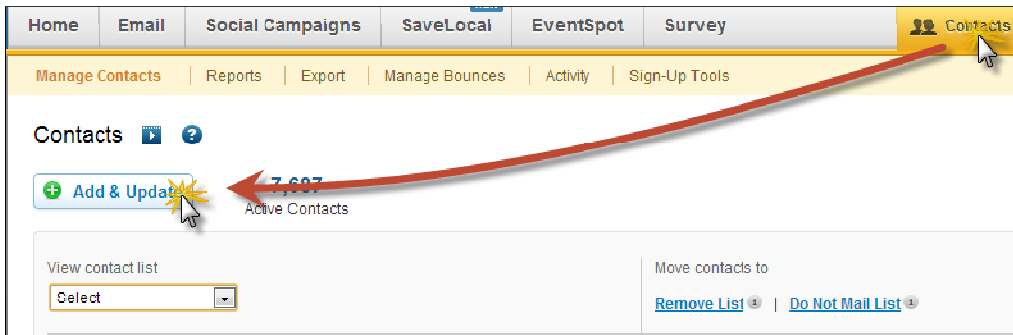 Home Email Social Campaigns SaveLocal EventSpot Survey Contacts
Manage Contacts | Reports | Export | Manage Bounces | Activity | Sign-Up Tools
Contacts ?
Add & Update
Active Contacts
View contact list Move contacts to
Select
Remove List | Do Not Mail List